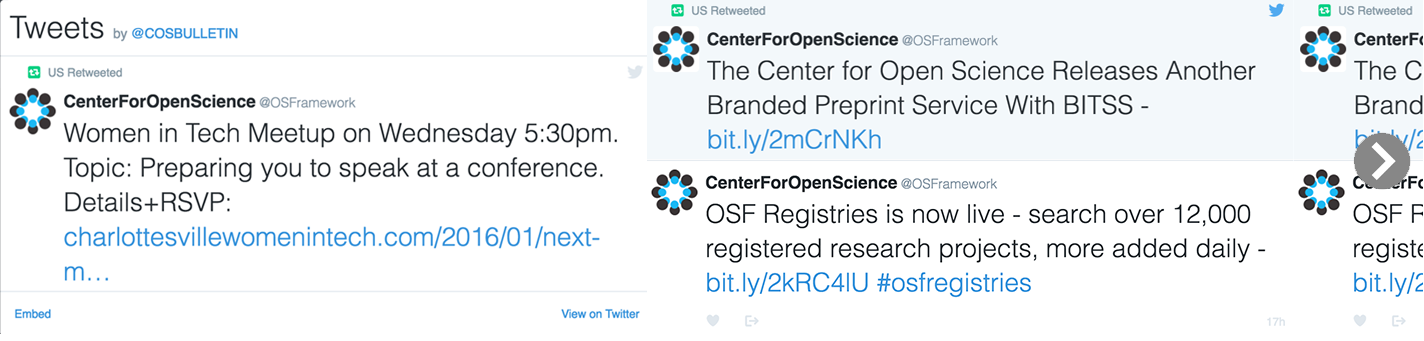 Tweets by @COSBULLETIN
US Retweeted
CenterForOpenScience @OSFramework
Women in Tech Meetup on Wednesday 5:30pm.
Topic: Preparing you to speak at a conference.
Details+RSVP:
charlottesvillewomenintech.com/2016/01/next-
m…
Embed
View on Twitter
US Retweeted
CenterForOpenScience @OSFramework
The Center for Open Science Releases Another
Branded Preprint Service With BITSS -
bit.ly/2mCrNKh
CenterForOpenScience @OSFramework
OSF Registries is now live - search over 12,000
registered research projects, more added daily -
bit.ly/2kRC4lU #osfregistries
17h
US Retweeted
CenterF
The C
Brand
bit.ly/2
CenterF
OSF R
registe
bit.ly/2